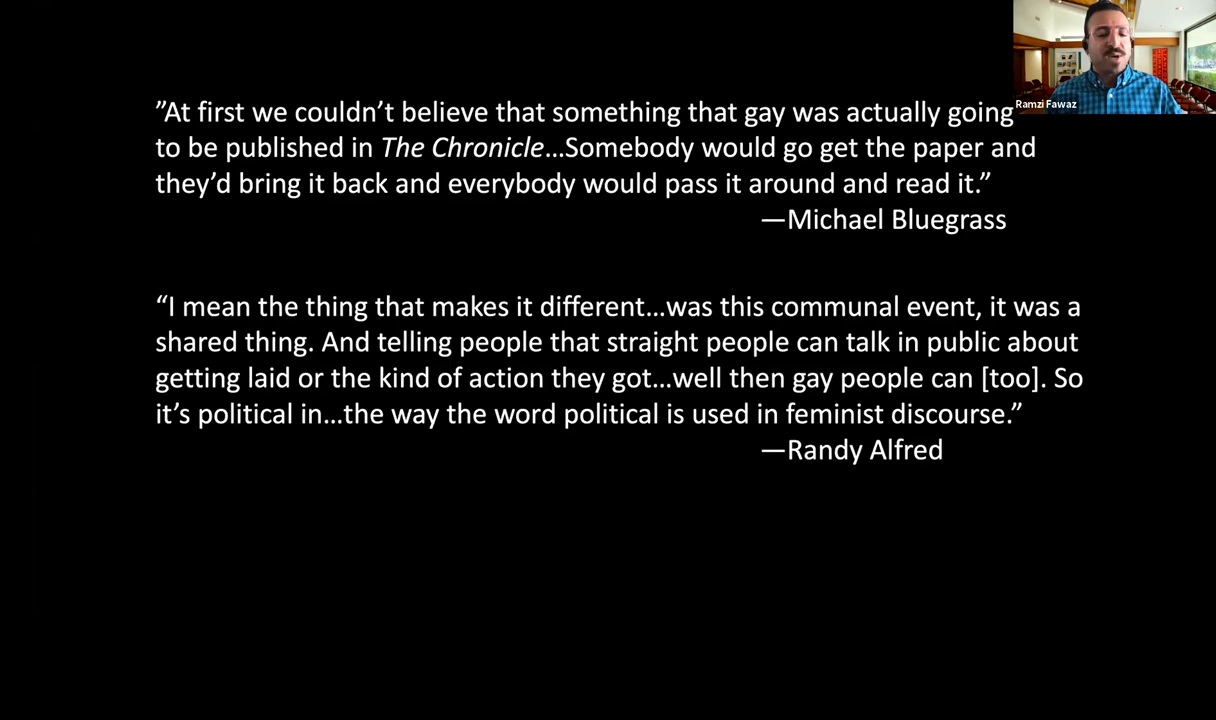 ”At first we couldn’t believe that something that gay was actually going
to be published in The Chronicle…Somebody would go get the paper and
they’d bring it back and everybody would pass it around and read it.”
—Michael Bluegrass
“I mean the thing that makes it different…was this communal event, it was a
shared thing. And telling people that straight people can talk in public about
getting laid or the kind of action they got…well then gay people can [too]. So
it’s political in…the way the word political is used in feminist discourse.”
—Randy Alfred
Ramzi Fawaz